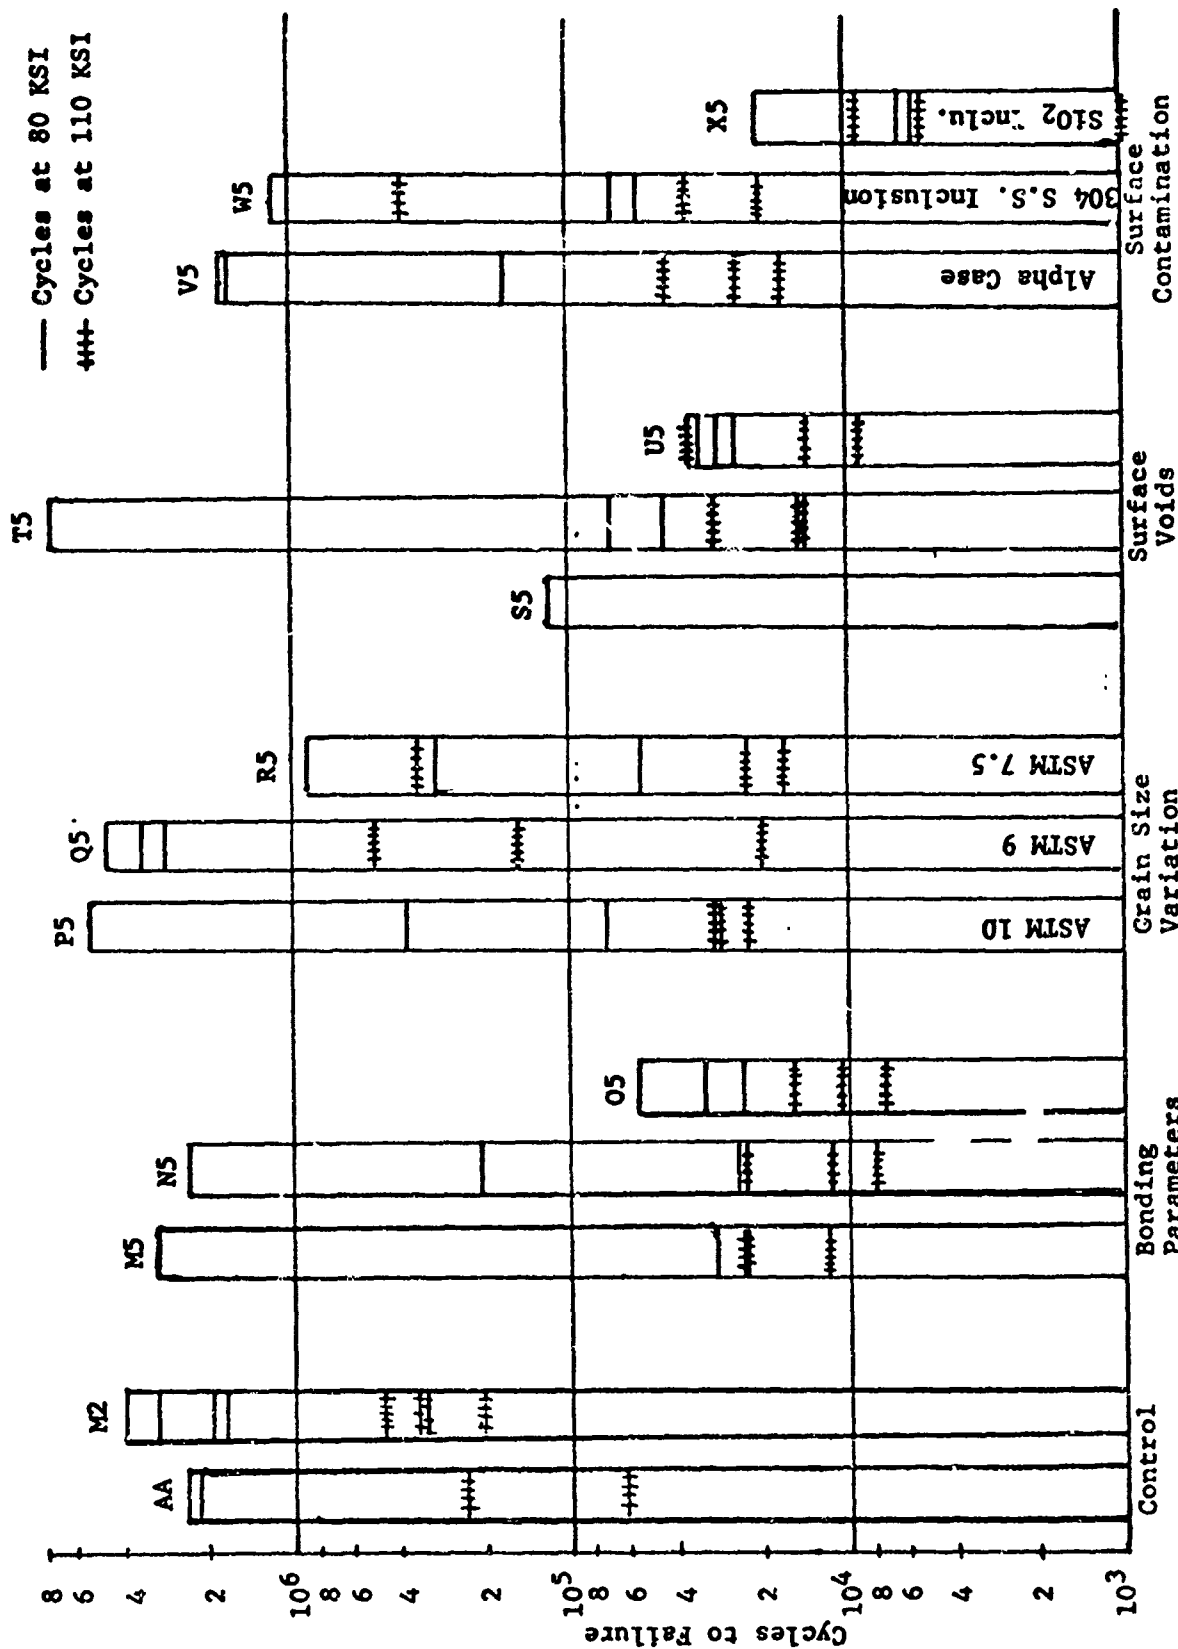 Cycles at 80 KSI
Cycles at 110 KSI
Cycles to Failure
8
6
4
2
10⁶
8
6
4
2
10⁵
8
6
4
2
10⁴
8
6
4
2
10³
AA
M2
Control
M5
N5
O5
Bonding
Parameters
P5
Q5
R5
ASTM 10
ASTM 9
ASTM 7.5
Grain Size
Variation
S5
T5
U5
Surface
Voids
V5
W5
X5
Alpha Case
304 S.S. Inclusion
SiO₂ Inclu.
Surface
Contamination